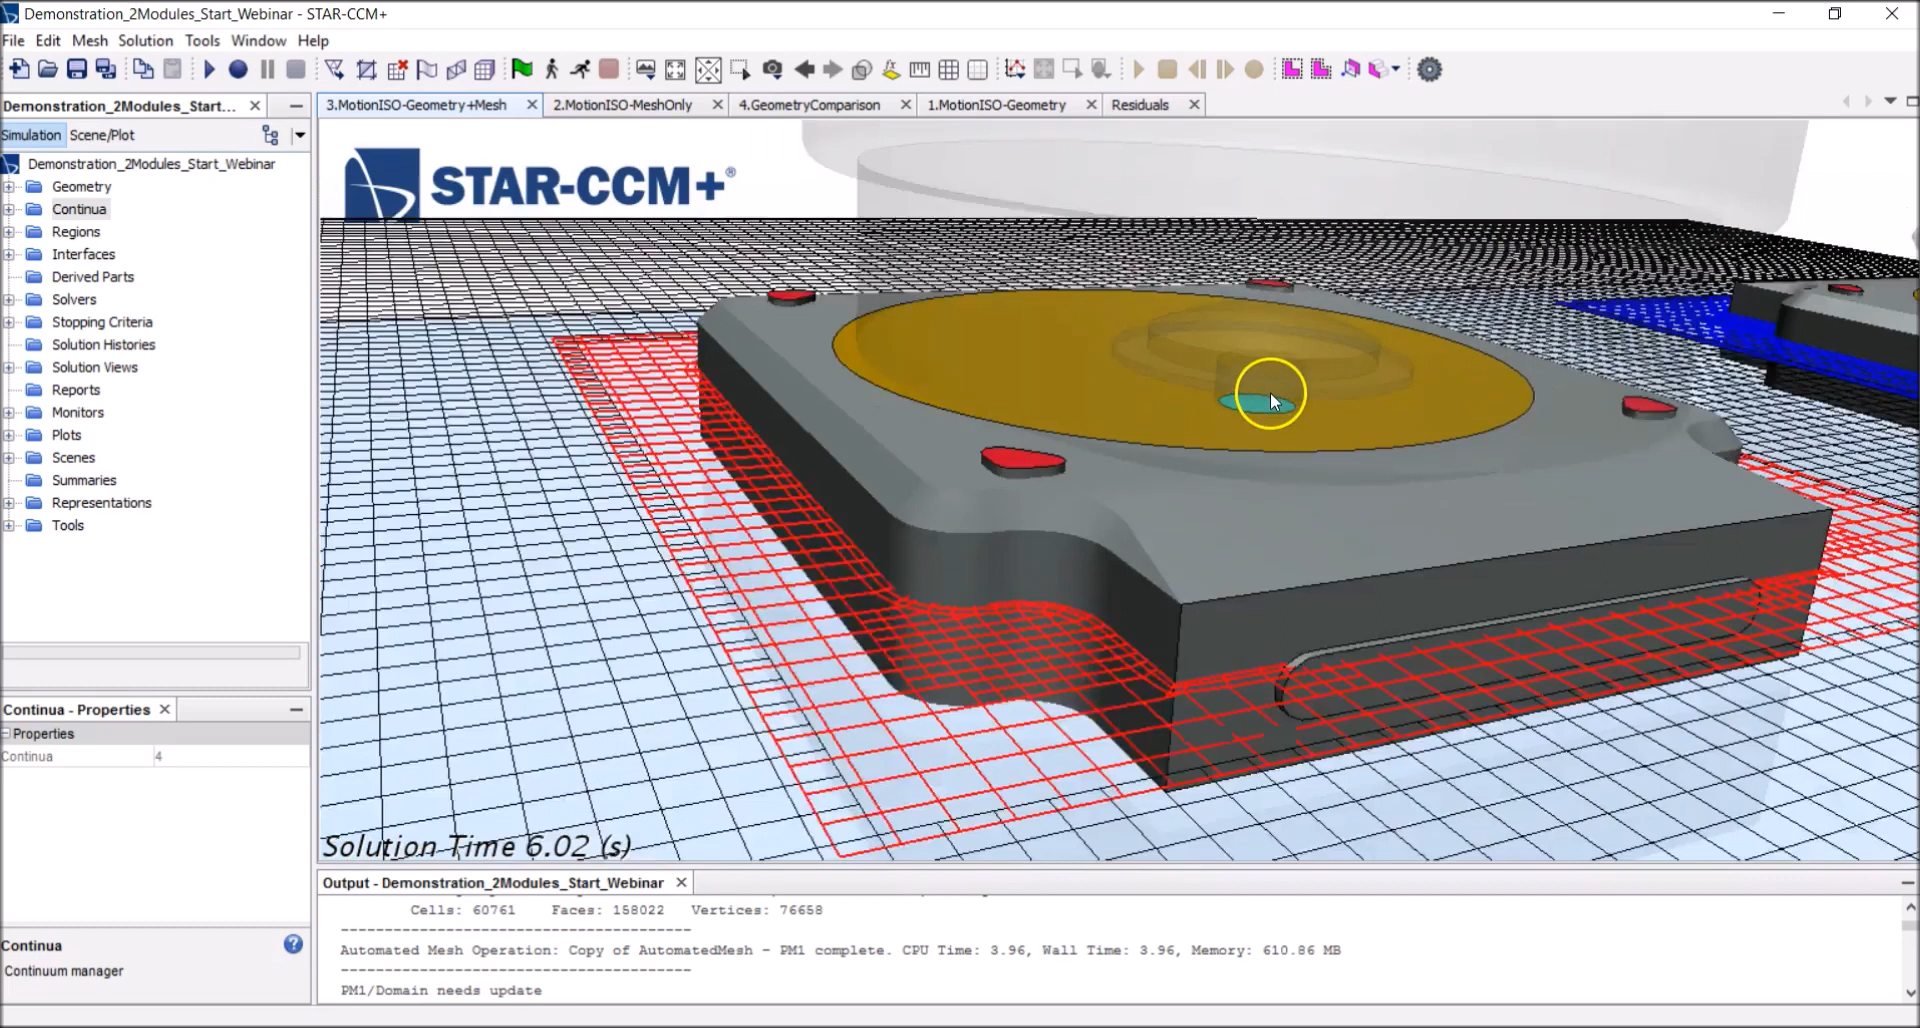 Demonstration_2Modules_Start_Webinar - STAR-CCM+
File Edit Mesh Solution Tools Window Help
Demonstration_2Modules_Start...
3.MotionISO-Geometry+Mesh
2.MotionISO-MeshOnly
4.GeometryComparison
1.MotionISO-Geometry
Residuals
Simulation Scene/Plot
Demonstration_2Modules_Start_Webinar
Geometry
Continua
Regions
Interfaces
Derived Parts
Solvers
Stopping Criteria
Solution Histories
Solution Views
Reports
Monitors
Plots
Scenes
Summaries
Representations
Tools
STAR-CCM+®
Solution Time 6.02 (s)
Continua - Properties
Properties
Continua 4
Continua
Continuum manager
Output - Demonstration_2Modules_Start_Webinar
Cells: 60761 Faces: 158022 Vertices: 76658
----------------------------------------
Automated Mesh Operation: Copy of AutomatedMesh - PM1 complete. CPU Time: 3.96, Wall Time: 3.96, Memory: 610.86 MB
----------------------------------------
PM1/Domain needs update